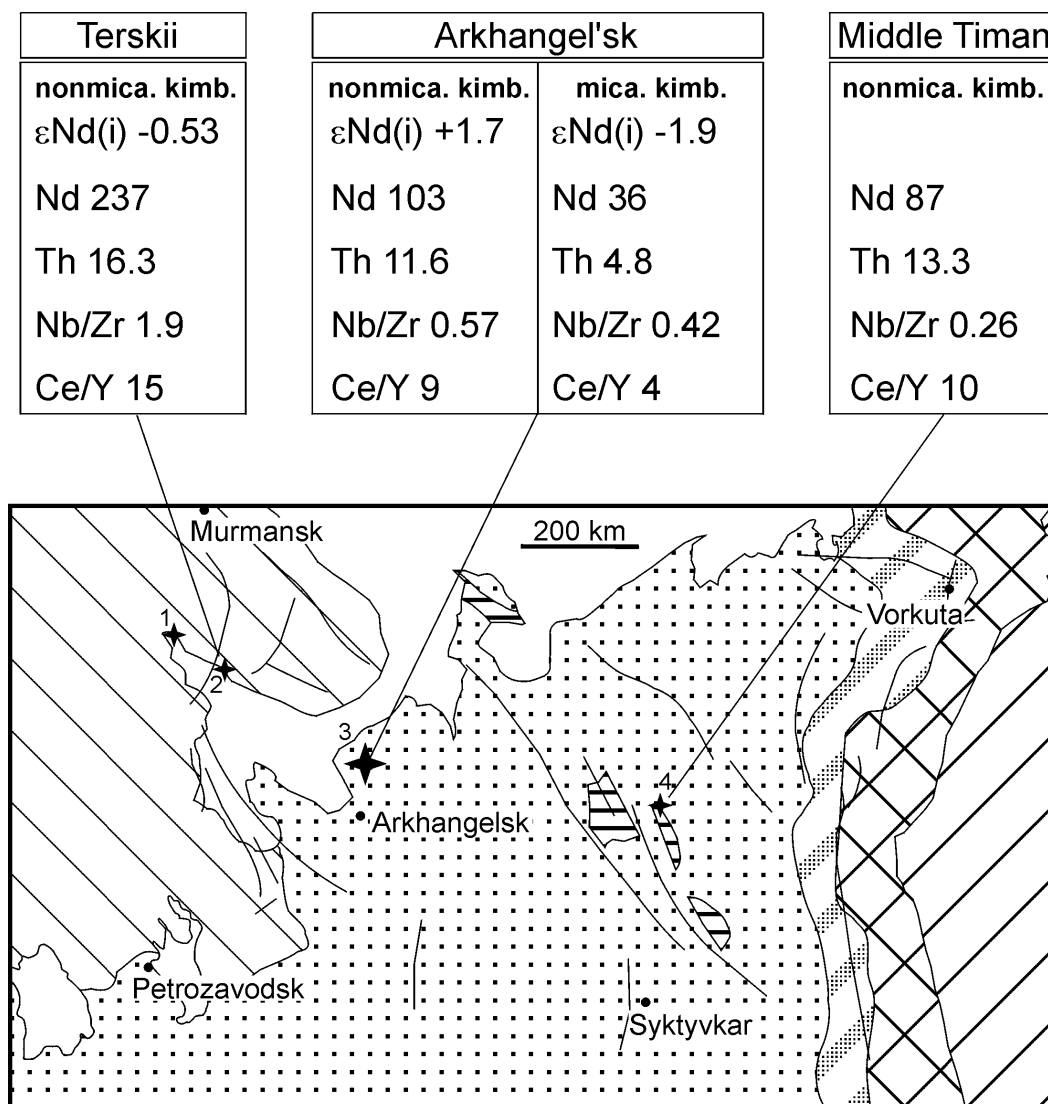 Terskii
nonmica. kimb.
εNd(i) -0.53
Nd 237
Th 16.3
Nb/Zr 1.9
Ce/Y 15
Arkhangel'sk
nonmica. kimb.
εNd(i) +1.7
Nd 103
Th 11.6
Nb/Zr 0.57
Ce/Y 9
mica. kimb.
εNd(i) -1.9
Nd 36
Th 4.8
Nb/Zr 0.42
Ce/Y 4
Middle Timan
nonmica. kimb.
Nd 87
Th 13.3
Nb/Zr 0.26
Ce/Y 10
Murmansk
200 km
Vorkuta
1
2
3
4
Arkhangelsk
Petrozavodsk
Syktyvkar